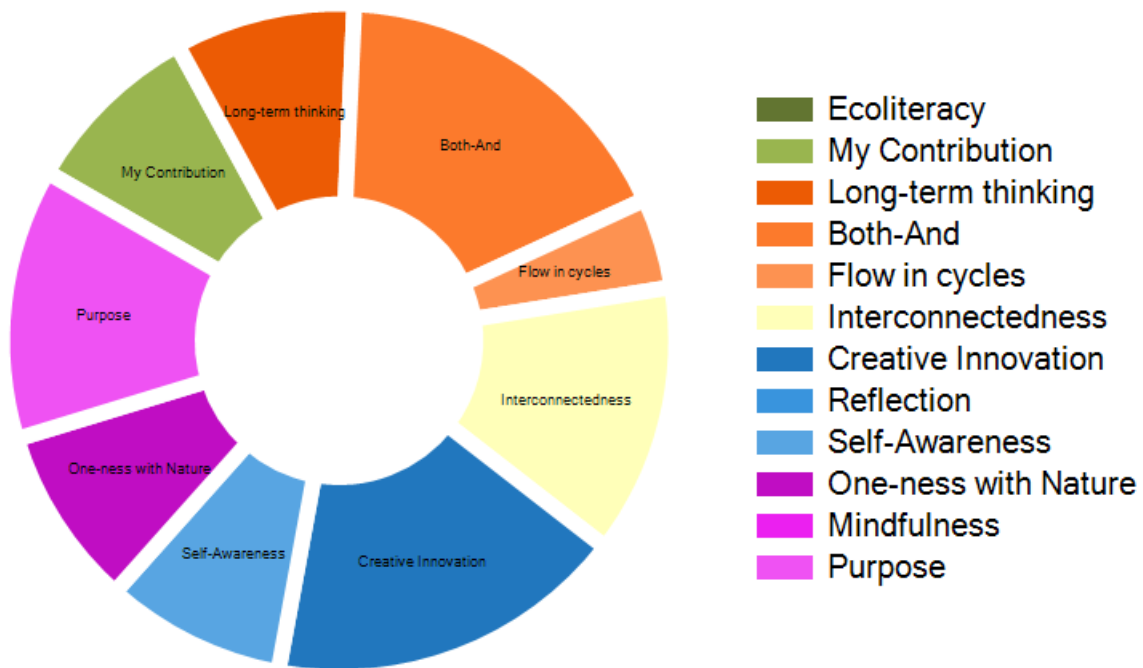 Long-term thinking
Both-And
My Contribution
Flow in cycles
Purpose
Interconnectedness
One-ness with Nature
Self-Awareness
Creative Innovation
Ecoliteracy
My Contribution
Long-term thinking
Both-And
Flow in cycles
Interconnectedness
Creative Innovation
Reflection
Self-Awareness
One-ness with Nature
Mindfulness
Purpose